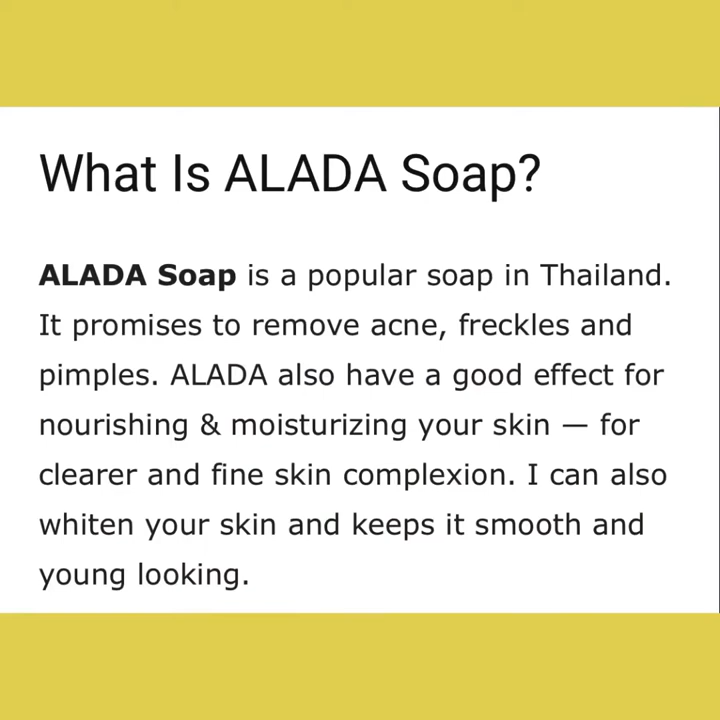 What Is ALADA Soap?
ALADA Soap is a popular soap in Thailand.
It promises to remove acne, freckles and
pimples. ALADA also have a good effect for
nourishing & moisturizing your skin — for
clearer and fine skin complexion. I can also
whiten your skin and keeps it smooth and
young looking.